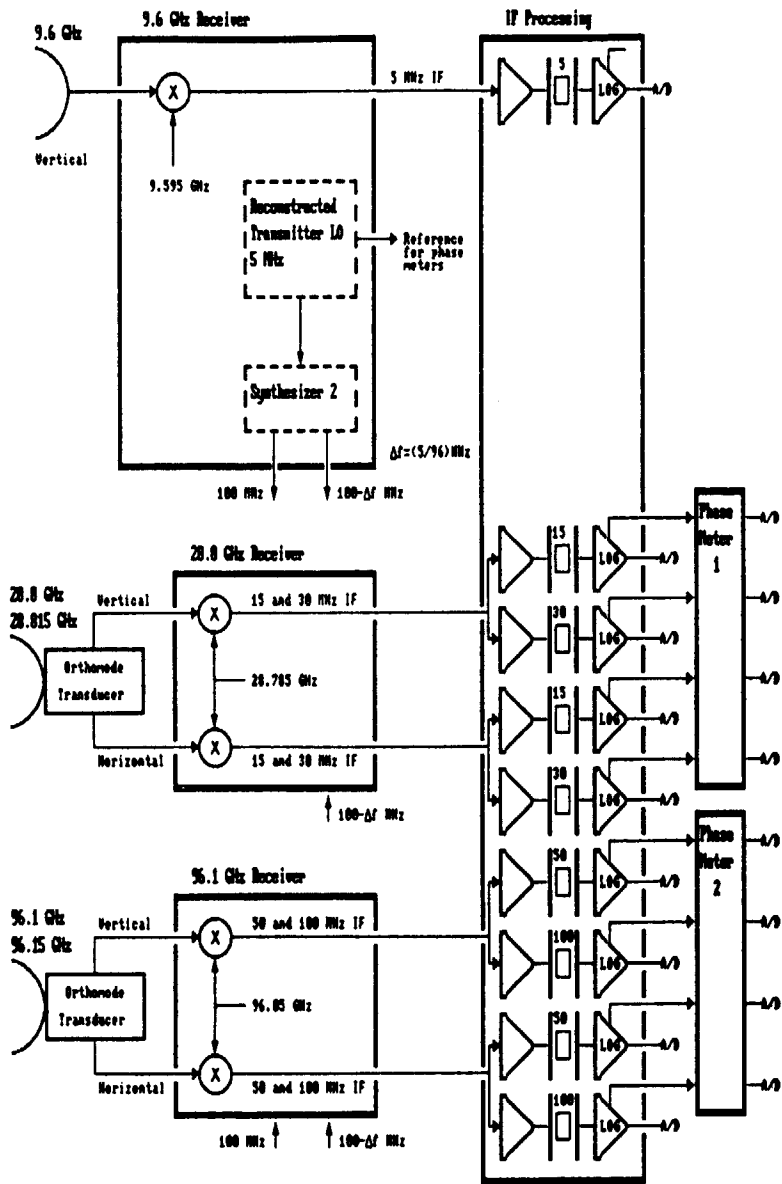 9.6 GHz Receiver
IF Processing
9.6 GHz
5
5 MHz IF
X
LOG
A/D
Vertical
9.595 GHz
Reconstructed
Transmitter LO
5 MHz
Reference
for phase
meters
Synthesizer 2
Δf=(5/96)MHz
100 MHz
100-Δf MHz
Phase
Meter
1
A/D
28.8 GHz Receiver
15
LOG
A/D
28.8 GHz
28.815 GHz
Vertical
X
15 and 30 MHz IF
A/D
30
LOG
A/D
Orthomode
Transducer
28.785 GHz
A/D
15
LOG
A/D
Horizontal
X
15 and 30 MHz IF
A/D
30
LOG
A/D
100-Δf MHz
Phase
Meter
2
A/D
96.1 GHz Receiver
50
LOG
A/D
96.1 GHz
96.15 GHz
Vertical
X
50 and 100 MHz IF
A/D
100
LOG
A/D
Orthomode
Transducer
96.05 GHz
A/D
50
LOG
A/D
Horizontal
X
50 and 100 MHz IF
A/D
100
LOG
A/D
100 MHz
100-Δf MHz